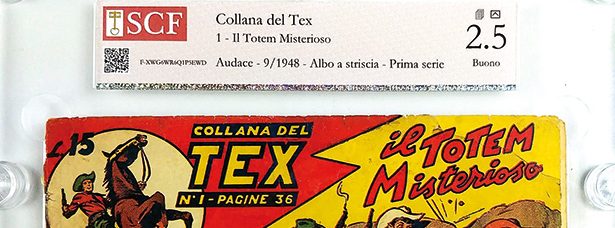 SCF
Collana del Tex
1 - Il Totem Misterioso
F-XWG6WR6Q1P5EWD
Audace - 9/1948 - Albo a striscia - Prima serie
2.5
Buono
L. 15
COLLANA DEL
TEX
N° 1 - PAGINE 36
il TOTEM
Misterioso